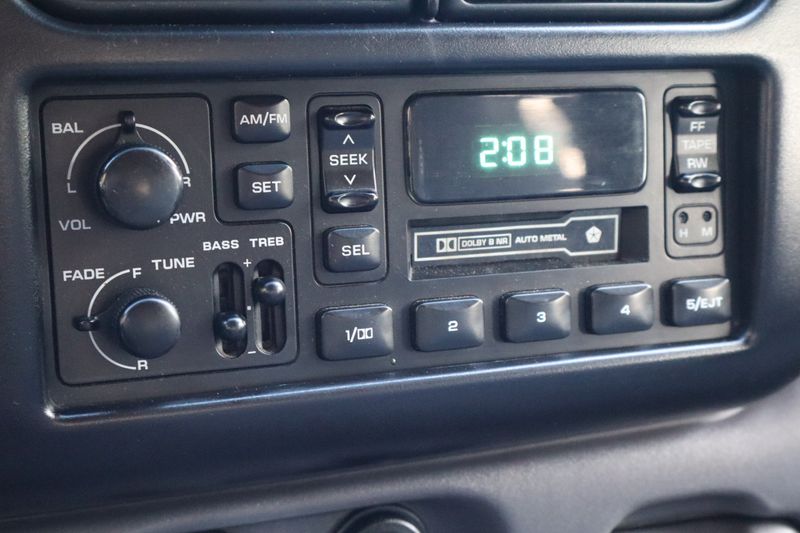 BAL
L
R
VOL
PWR
AM/FM
SET
SEEK
SEL
2:08
FF
TAPE
RW
H M
DOLBY B NR AUTO METAL
FADE
F
TUNE
R
BASS TREB
+
-
1/
2
3
4
5/EJT